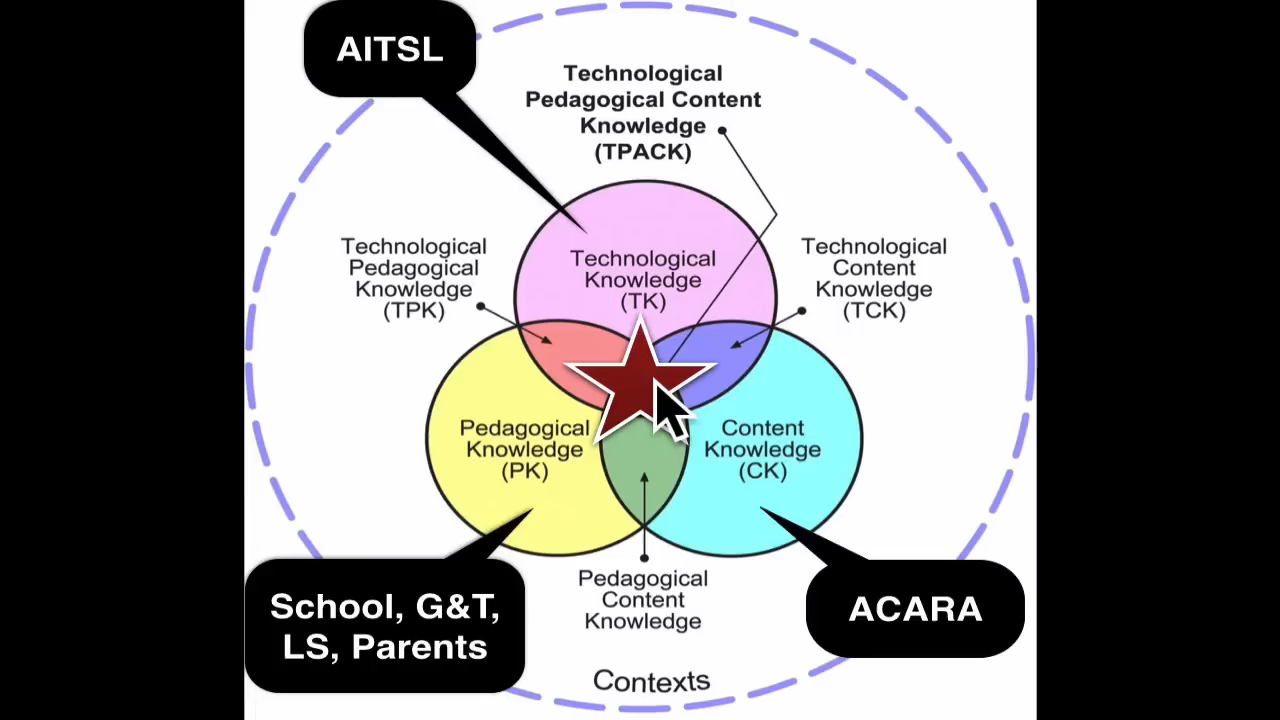 AITSL
Technological
Pedagogical Content
Knowledge
(TPACK)
Technological
Pedagogical
Knowledge
(TPK)
Technological
Knowledge
(TK)
Technological
Content
Knowledge
(TCK)
Pedagogical
Knowledge
(PK)
Content
Knowledge
(CK)
School, G&T,
LS, Parents
Pedagogical
Content
Knowledge
ACARA
Contexts